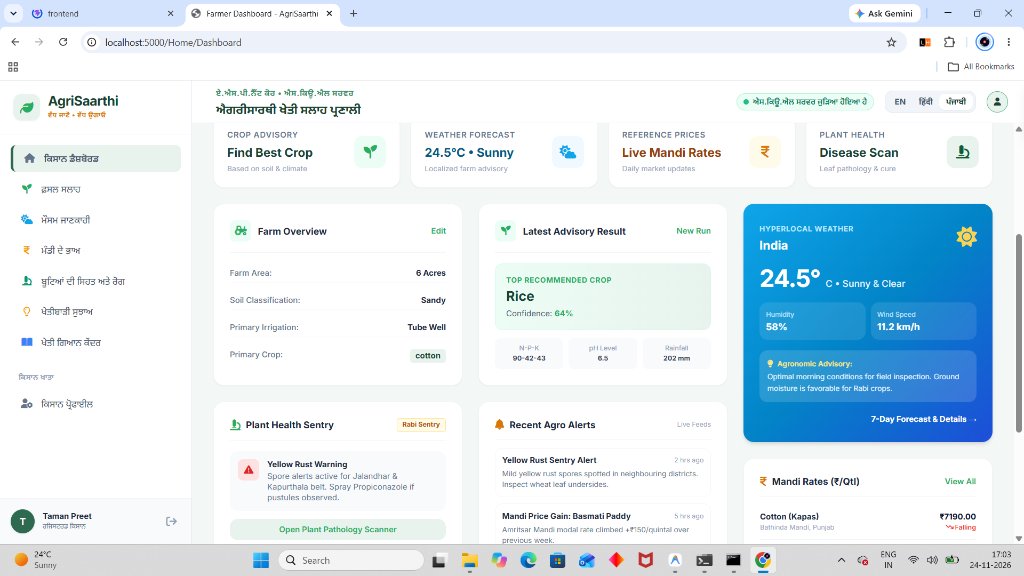 frontend
Farmer Dashboard - AgriSaarthi
Ask Gemini
localhost:5000/Home/Dashboard
All Bookmarks
AgriSaarthi
ਵੱਧ ਜਾਣੋ • ਵੱਧ ਉਗਾਓ
ਏ.ਐਸ.ਪੀ.ਨੈੱਟ ਕੋਰ • ਐਸ.ਕਿਊ.ਐਲ ਸਰਵਰ
ਐਗਰੀਸਾਰਥੀ ਖੇਤੀ ਸਲਾਹ ਪ੍ਰਣਾਲੀ
ਐਸ.ਕਿਊ.ਐਲ ਸਰਵਰ ਜੁੜਿਆ ਹੋਇਆ ਹੈ
EN हिंदी ਪੰਜਾਬੀ
ਕਿਸਾਨ ਡੈਸ਼ਬੋਰਡ
ਫ਼ਸਲ ਸਲਾਹ
ਮੌਸਮ ਜਾਣਕਾਰੀ
ਮੰਡੀ ਦੇ ਭਾਅ
ਬੂਟਿਆਂ ਦੀ ਸਿਹਤ ਅਤੇ ਰੋਗ
ਖੇਤੀਬਾੜੀ ਸੁਝਾਅ
ਖੇਤੀ ਗਿਆਨ ਕੇਂਦਰ
ਕਿਸਾਨ ਖਾਤਾ
ਕਿਸਾਨ ਪ੍ਰੋਫਾਈਲ
T
Taman Preet
ਰਜਿਸਟਰਡ ਕਿਸਾਨ
CROP ADVISORY
Find Best Crop
Based on soil & climate
WEATHER FORECAST
24.5°C • Sunny
Localized farm advisory
REFERENCE PRICES
Live Mandi Rates
Daily market updates
₹
PLANT HEALTH
Disease Scan
Leaf pathology & cure
Farm Overview
Edit
Farm Area: 6 Acres
Soil Classification: Sandy
Primary Irrigation: Tube Well
Primary Crop: cotton
Latest Advisory Result
New Run
TOP RECOMMENDED CROP
Rice
Confidence: 64%
N-P-K
90-42-43
pH Level
6.5
Rainfall
202 mm
HYPERLOCAL WEATHER
India
24.5° C • Sunny & Clear
Humidity
58%
Wind Speed
11.2 km/h
Agronomic Advisory:
Optimal morning conditions for field inspection. Ground
moisture is favorable for Rabi crops.
7-Day Forecast & Details →
Plant Health Sentry
Rabi Sentry
Yellow Rust Warning
Spore alerts active for Jalandhar &
Kapurthala belt. Spray Propiconazole if
pustules observed.
Open Plant Pathology Scanner
Recent Agro Alerts
Live Feeds
Yellow Rust Sentry Alert 2 hrs ago
Mild yellow rust spores spotted in neighbouring districts.
Inspect wheat leaf undersides.
Mandi Price Gain: Basmati Paddy 5 hrs ago
Amritsar Mandi modal rate climbed +₹150/quintal over
previous week.
₹ Mandi Rates (₹/Qtl)
View All
Cotton (Kapas) ₹7190.00
Bathinda Mandi, Punjab Falling
24°C
Sunny
Search
ENG
IN
17:03
24-11-2026